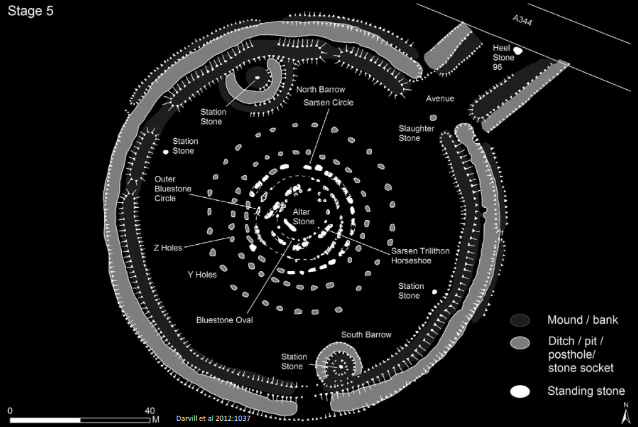 Stage 5
A344
Heel
Stone
96
North Barrow
Sarsen Circle
Avenue
Station
Stone
Slaughter
Stone
Station
Stone
Outer
Bluestone
Circle
Altar
Stone
Z Holes
Sarsen Trilithon
Horseshoe
Y Holes
Station
Stone
Bluestone Oval
South Barrow
Station
Stone
Mound / bank
Ditch / pit /
posthole/
stone socket
Standing stone
0
40
M
Darvill et al 2012:1037
N